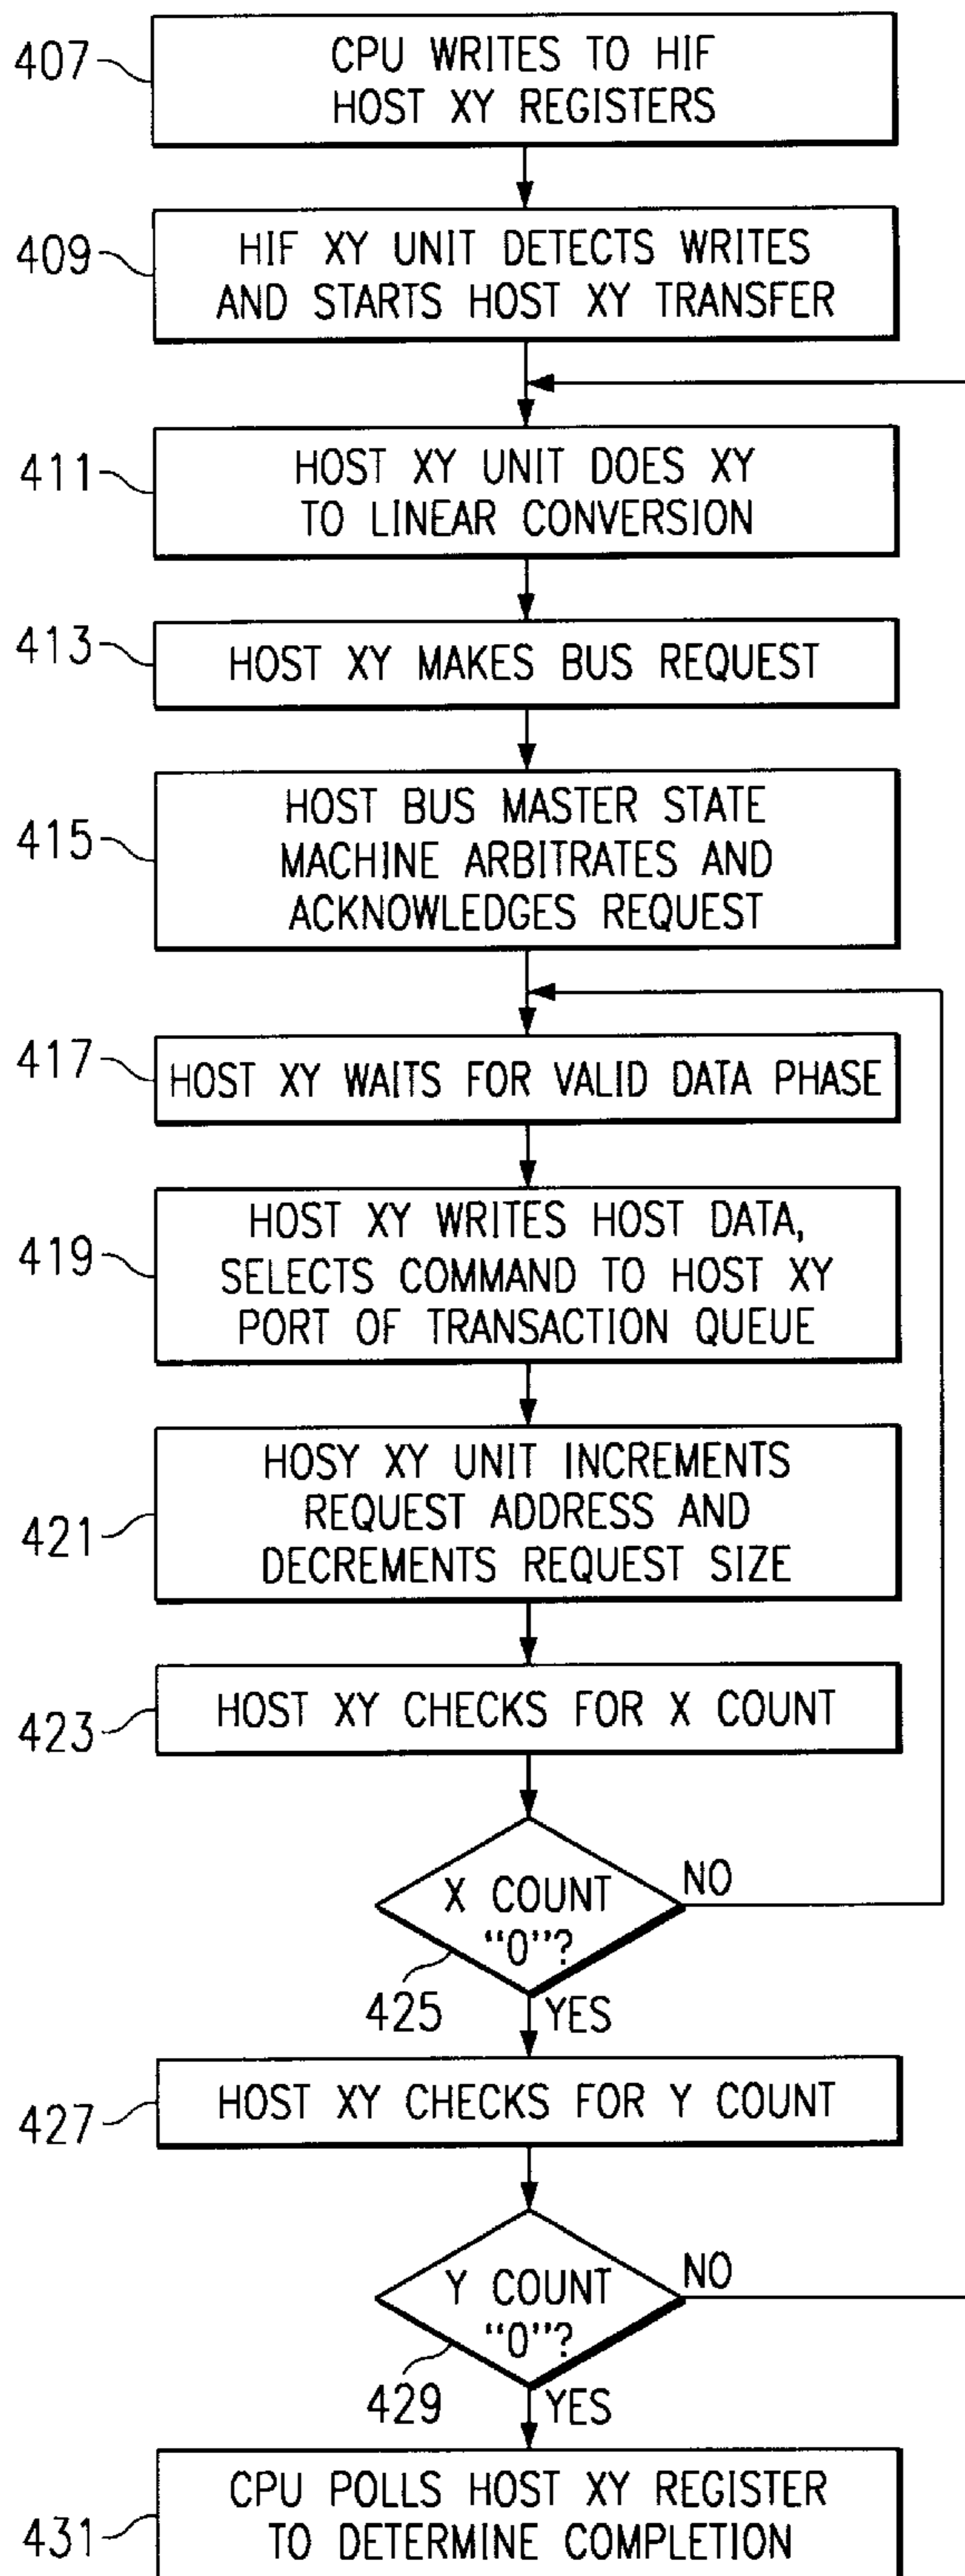 407
CPU WRITES TO HIF
HOST XY REGISTERS
409
HIF XY UNIT DETECTS WRITES
AND STARTS HOST XY TRANSFER
411
HOST XY UNIT DOES XY
TO LINEAR CONVERSION
413
HOST XY MAKES BUS REQUEST
415
HOST BUS MASTER STATE
MACHINE ARBITRATES AND
ACKNOWLEDGES REQUEST
417
HOST XY WAITS FOR VALID DATA PHASE
419
HOST XY WRITES HOST DATA,
SELECTS COMMAND TO HOST XY
PORT OF TRANSACTION QUEUE
421
HOSY XY UNIT INCREMENTS
REQUEST ADDRESS AND
DECREMENTS REQUEST SIZE
423
HOST XY CHECKS FOR X COUNT
X COUNT
"0"?
NO
425
YES
427
HOST XY CHECKS FOR Y COUNT
Y COUNT
"0"?
NO
429
YES
431
CPU POLLS HOST XY REGISTER
TO DETERMINE COMPLETION